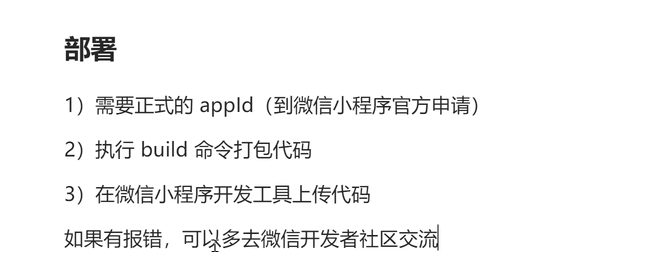 部署
1）需要正式的 appId（到微信小程序官方申请）
2）执行 build 命令打包代码
3）在微信小程序开发工具上传代码
如果有报错，可以多去微信开发者社区交流